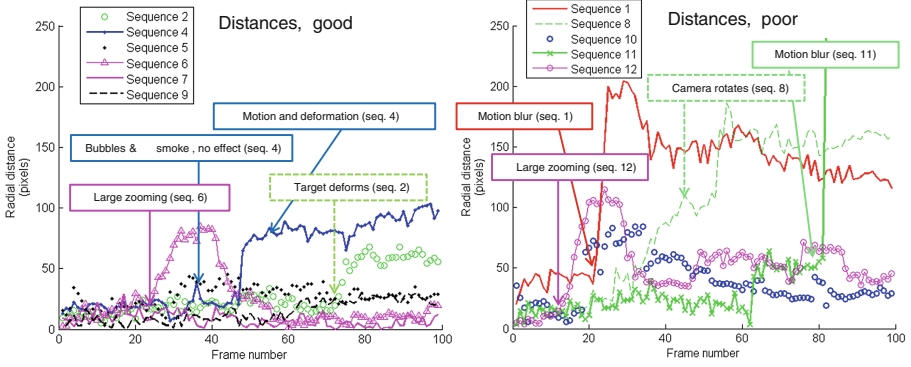 Distances, good
Sequence 2
Sequence 4
Sequence 5
Sequence 6
Sequence 7
Sequence 9
Motion and deformation (seq. 4)
Bubbles & smoke , no effect (seq. 4)
Large zooming (seq. 6)
Target deforms (seq. 2)
Radial distance
(pixels)
250
200
150
100
50
0
0 20 40 60 80 100
Frame number
Distances, poor
Sequence 1
Sequence 8
Sequence 10
Sequence 11
Sequence 12
Motion blur (seq. 11)
Camera rotates (seq. 8)
Motion blur (seq. 1)
Large zooming (seq. 12)
Radial distance
(pixels)
250
200
150
100
50
0
0 20 40 60 80 100
Frame number